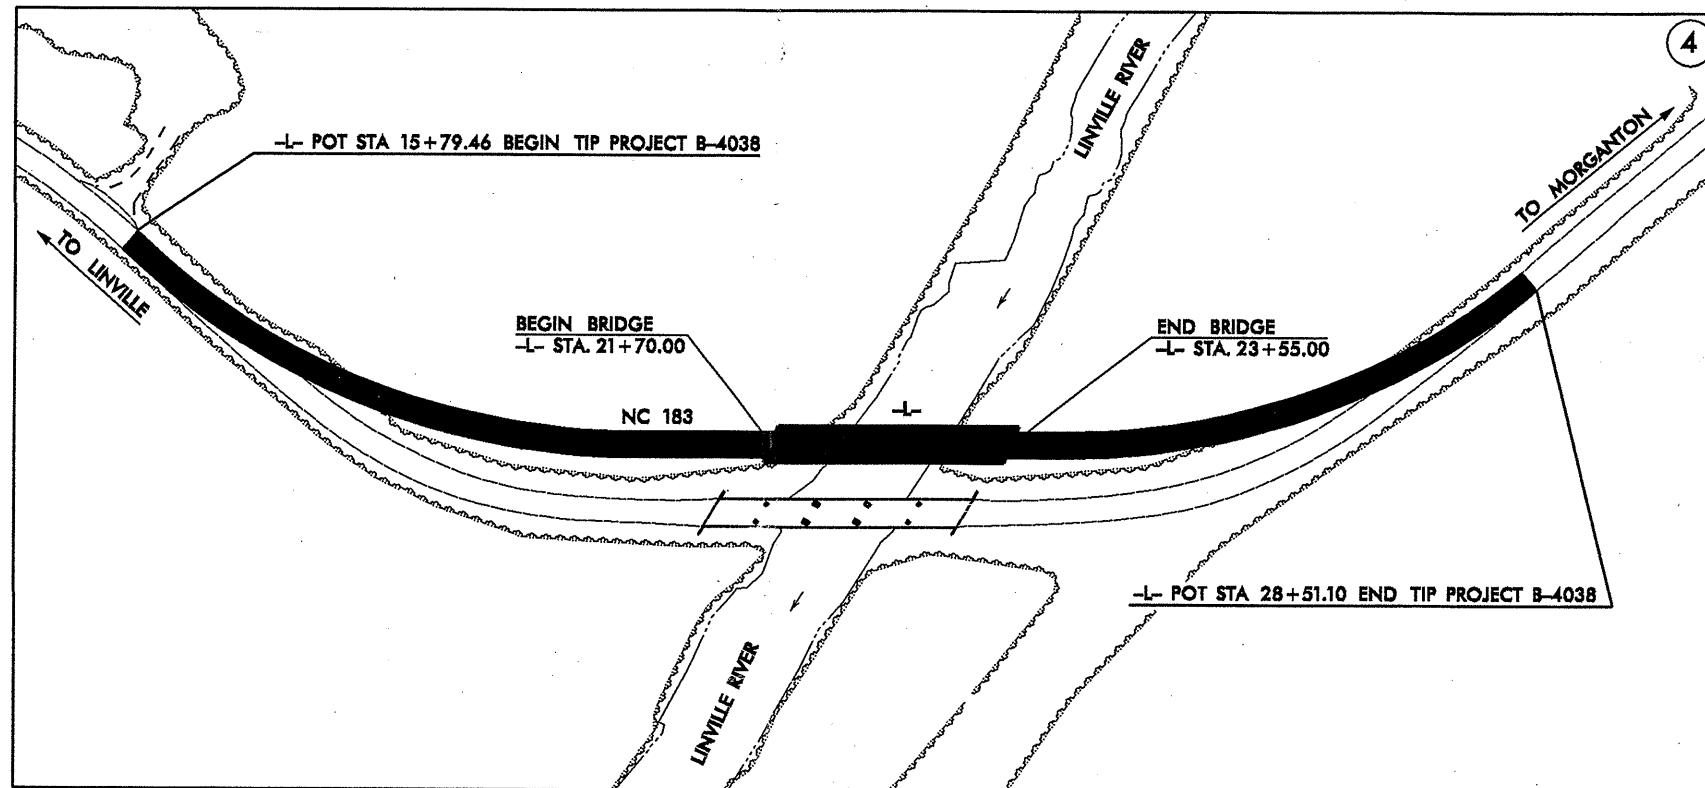 4
LINVILLE RIVER
-L- POT STA 15+79.46 BEGIN TIP PROJECT B-4038
TO MORGANTON
TO LINVILLE
BEGIN BRIDGE
-L- STA. 21+70.00
END BRIDGE
-L- STA. 23+55.00
NC 183
-L-
-L- POT STA 28+51.10 END TIP PROJECT B-4038
LINVILLE RIVER